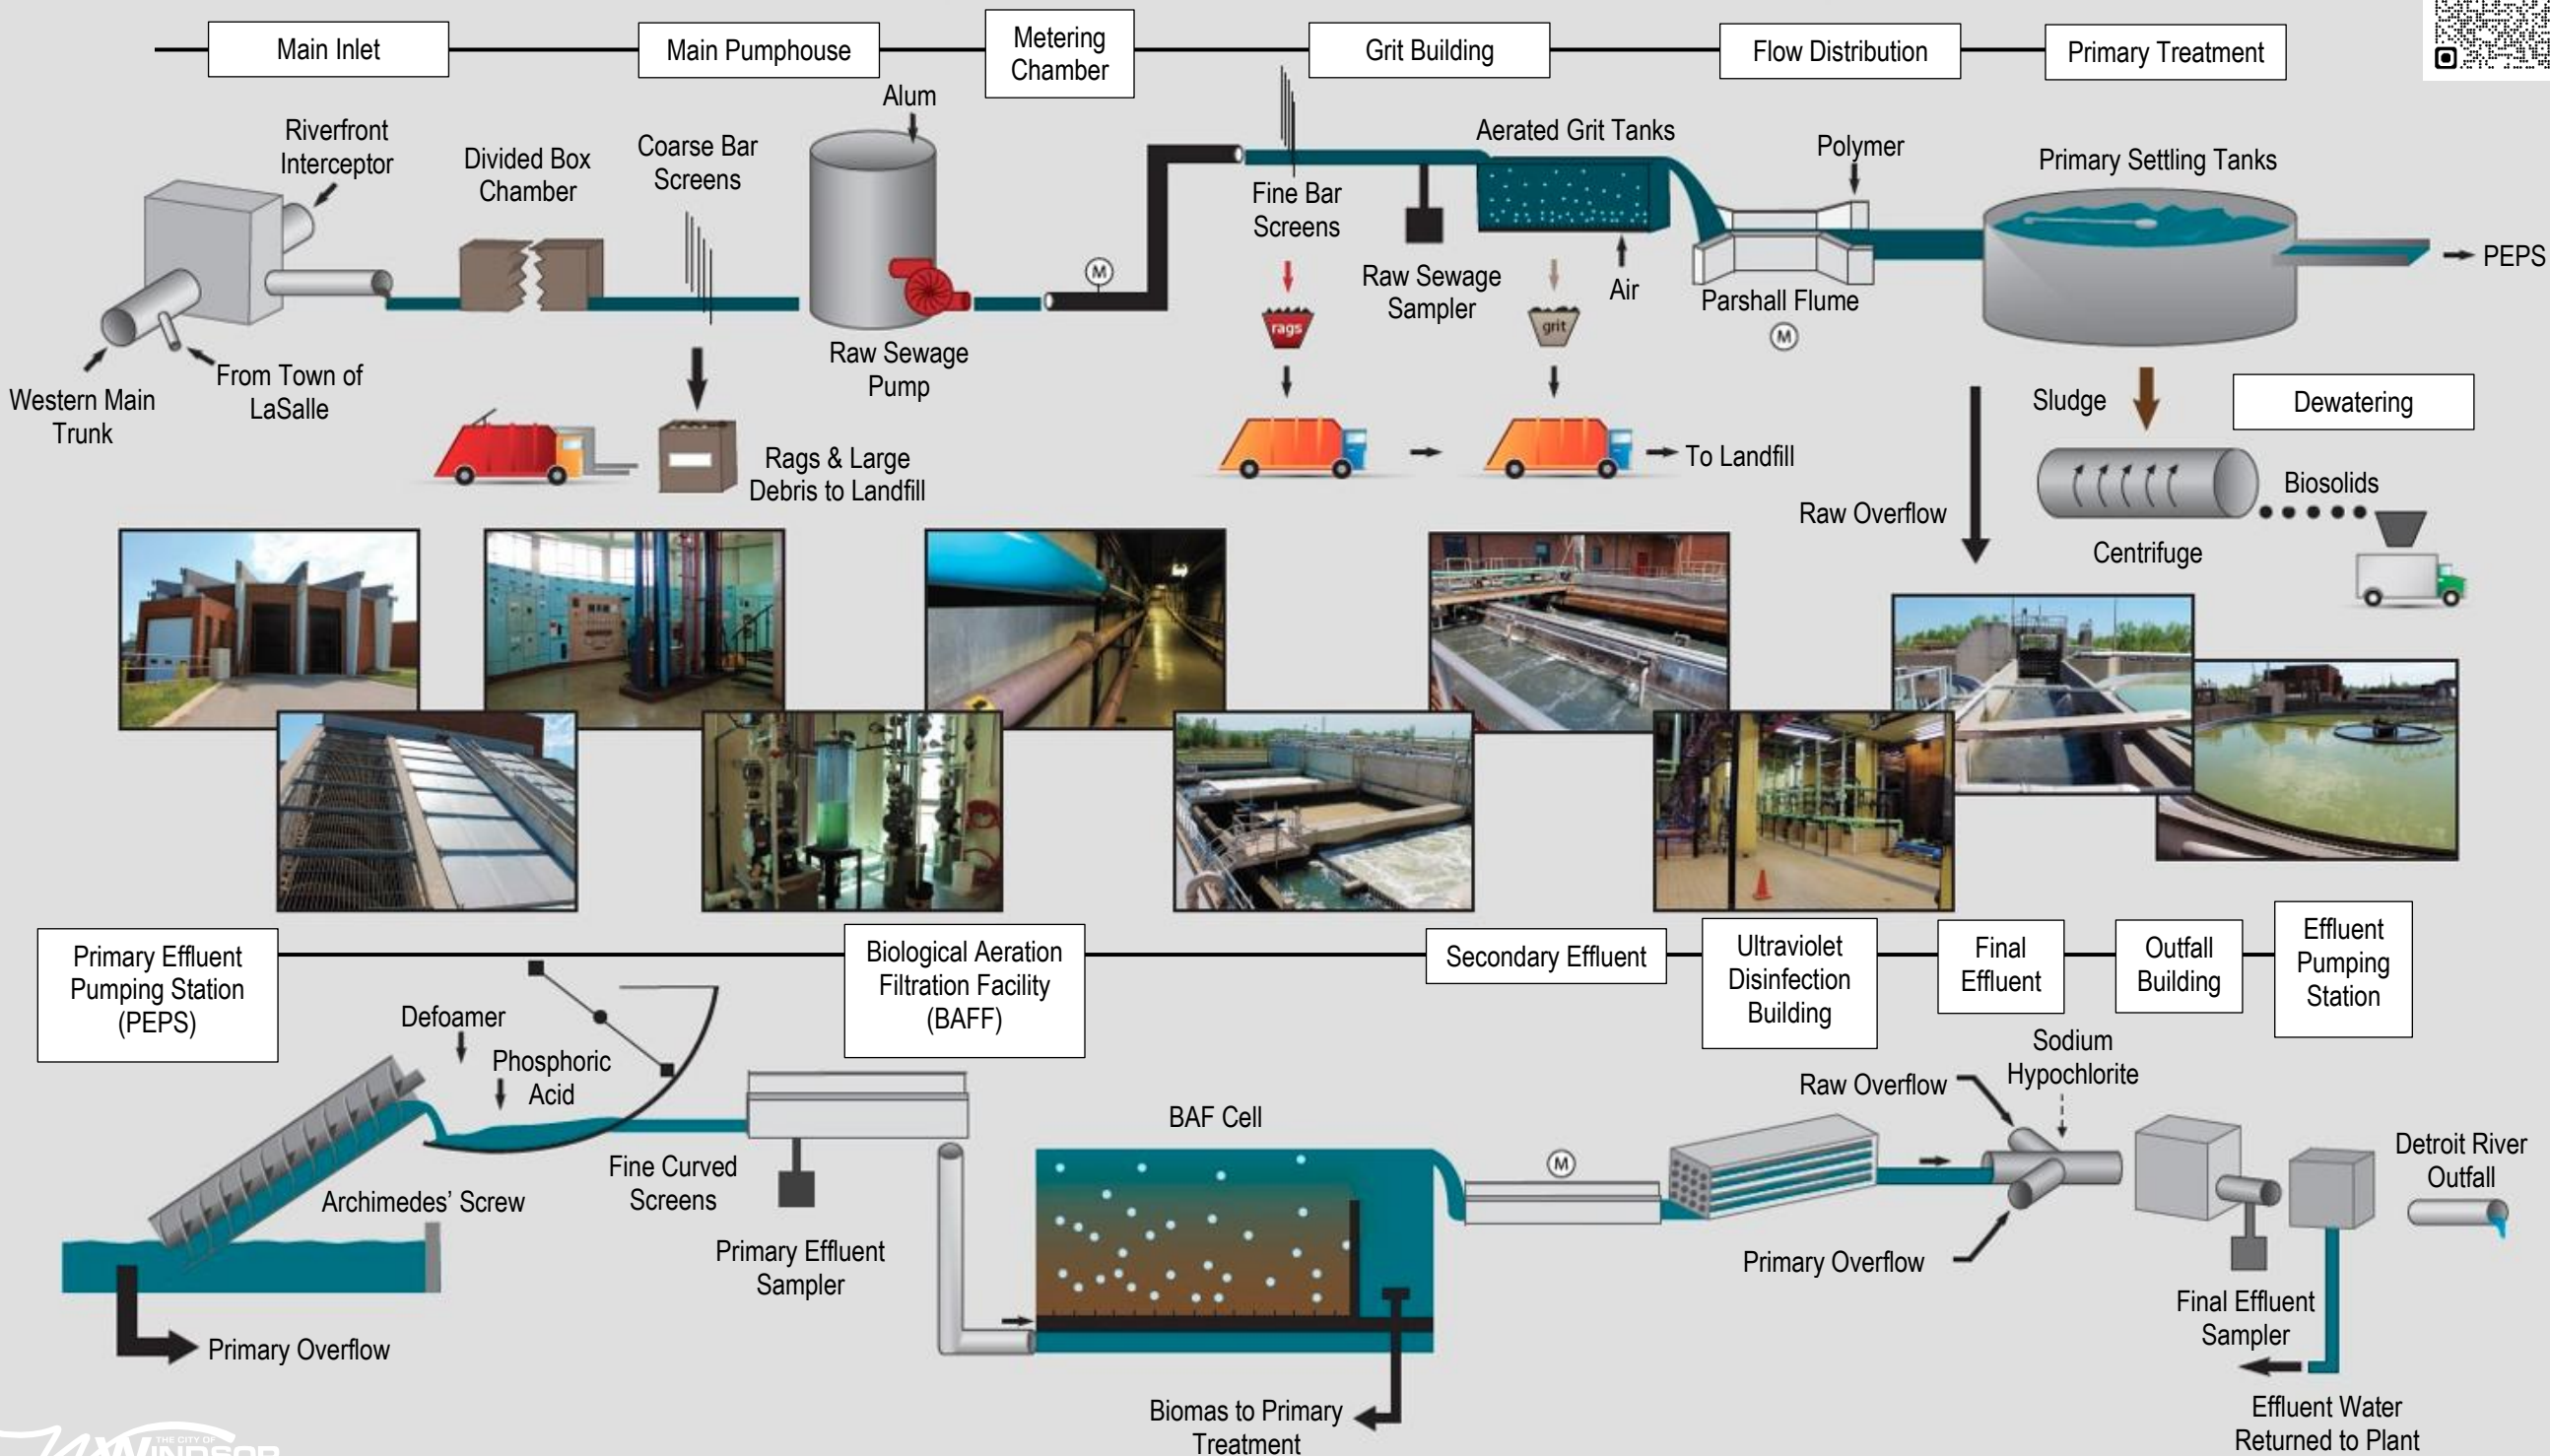 Main Inlet
Main Pumphouse
Metering
Chamber
Grit Building
Flow Distribution
Primary Treatment
Riverfront
Interceptor
Divided Box
Chamber
Coarse Bar
Screens
Alum
Aerated Grit Tanks
Polymer
Primary Settling Tanks
Fine Bar
Screens
Raw Sewage
Sampler
Air
Parshall Flume
M
M
PEPS
rags
grit
Western Main
Trunk
From Town of
LaSalle
Raw Sewage
Pump
Rags & Large
Debris to Landfill
To Landfill
Sludge
Dewatering
Raw Overflow
Biosolids
Centrifuge
Primary Effluent
Pumping Station
(PEPS)
Biological Aeration
Filtration Facility
(BAFF)
Secondary Effluent
Ultraviolet
Disinfection
Building
Final
Effluent
Outfall
Building
Effluent
Pumping
Station
Defoamer
Phosphoric
Acid
Archimedes' Screw
Fine Curved
Screens
Primary Effluent
Sampler
Primary Overflow
BAF Cell
M
Biomas to Primary
Treatment
Raw Overflow
Sodium
Hypochlorite
Primary Overflow
Detroit River
Outfall
Final Effluent
Sampler
Effluent Water
Returned to Plant
THE CITY OF
WINDSOR